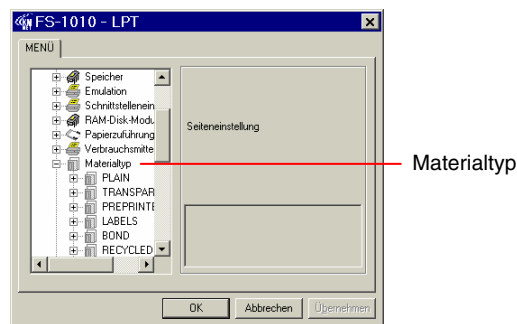 FS-1010 - LPT
MENÜ
Speicher
Emulation
Schnittstellenein
RAM-Disk-Modu
Papierzuführung
Verbrauchsmitte
Materialtyp
PLAIN
TRANSPAR
PREPRINTE
LABELS
BOND
RECYCLED
Seiteneinstellung
Materialtyp
OK Abbrechen Übernehmen